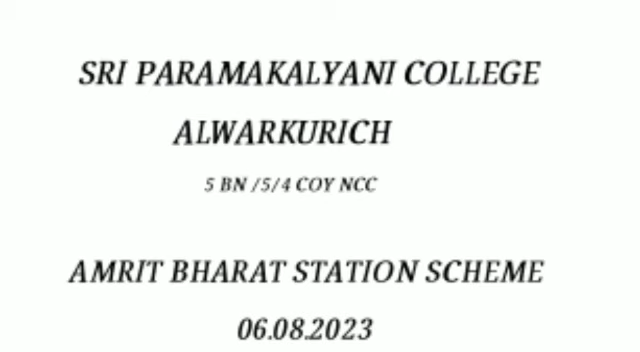 SRI PARAMAKALYANI COLLEGE
ALWARKURICH
5 BN /5/4 COY NCC
AMRIT BHARAT STATION SCHEME
06.08.2023